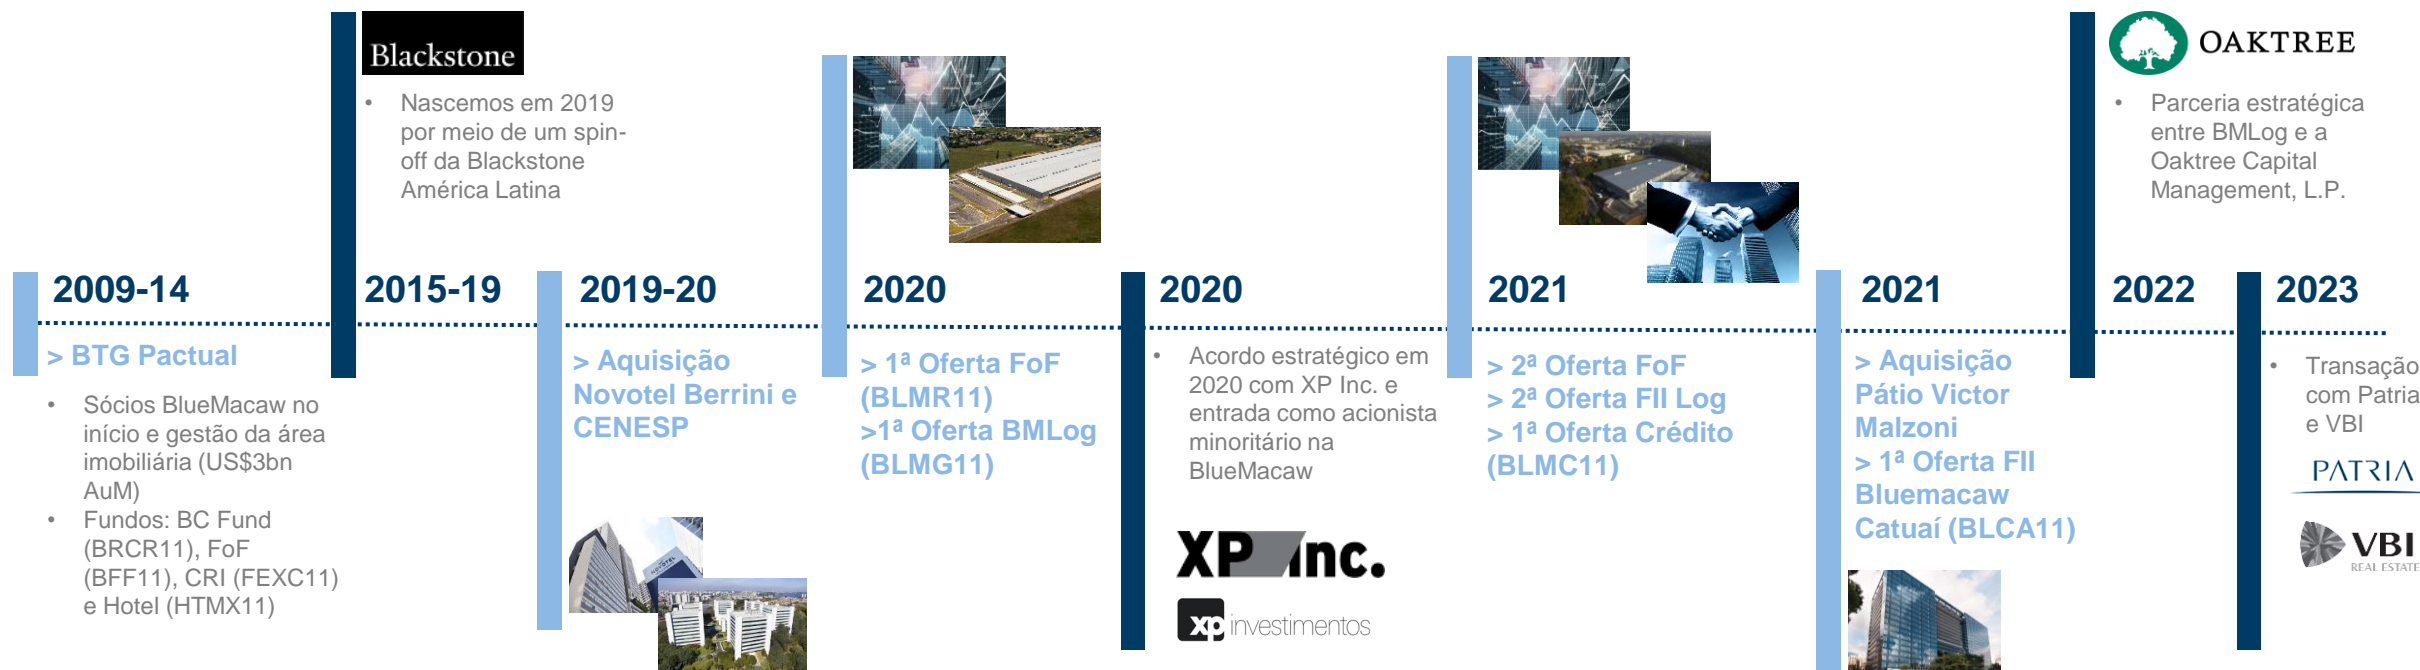 Blackstone
• Nascemos em 2019
por meio de um spin-
off da Blackstone
América Latina
OAKTREE
• Parceria estratégica
entre BMLog e a
Oaktree Capital
Management, L.P.
2009-14
2015-19
2019-20
2020
2020
2021
2021
2022
2023
> BTG Pactual
• Sócios BlueMacaw no
início e gestão da área
imobiliária (US$3bn
AuM)
• Fundos: BC Fund
(BRCR11), FoF
(BFF11), CRI (FEXC11)
e Hotel (HTMX11)
> Aquisição
Novotel Berrini e
CENESP
NOVOTEL
> 1ª Oferta FoF
(BLMR11)
>1ª Oferta BMLog
(BLMG11)
• Acordo estratégico em
2020 com XP Inc. e
entrada como acionista
minoritário na
BlueMacaw
XP Inc.
xp investimentos
> 2ª Oferta FoF
> 2ª Oferta FII Log
> 1ª Oferta Crédito
(BLMC11)
> Aquisição
Pátio Victor
Malzoni
> 1ª Oferta FII
Bluemacaw
Catuaí (BLCA11)
• Transação
com Patria
e VBI
PATRIA
VBI
REAL ESTATE